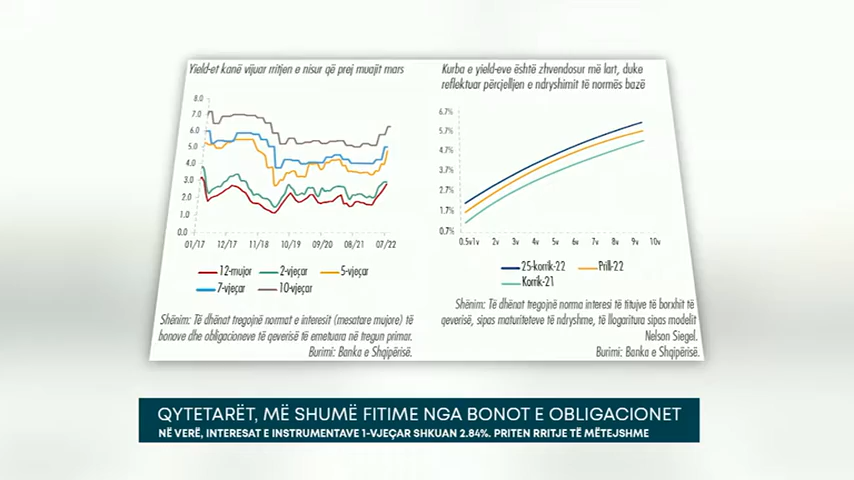 Yield-et kanë vijuar rritjen e nisur që prej muajit mars
8.0
7.0
6.0
5.0
4.0
3.0
2.0
1.0
0.0
01/17 12/17 11/18 10/19 09/20 08/21 07/22
12-mujor 2-vjeçar 5-vjeçar
7-vjeçar 10-vjeçar
Shënim: Të dhënat tregojnë normat e interesit (mesatare mujore) të
bonove dhe obligacioneve të qeverisë të emetuara në tregun primar.
Burimi: Banka e Shqipërisë.
Kurba e yield-eve është zhvendosur më lart, duke
reflektuar përcjelljen e ndryshimit të normës bazë
6.7%
5.7%
4.7%
3.7%
2.7%
1.7%
0.7%
0.5v1v 2v 3v 4v 5v 6v 7v 8v 9v 10v
25-korrik-22 Prill-22
Korrik-21
Shënim: Të dhënat tregojnë norma interesi të titujve të borxhit të
qeverisë, sipas maturiteteve të ndryshme, të llogaritura sipas modelit
Nelson Siegel.
Burimi: Banka e Shqipërisë.
QYTETARËT, MË SHUMË FITIME NGA BONOT E OBLIGACIONET
NË VERË, INTERESAT E INSTRUMENTAVE 1-VJEÇAR SHKUAN 2.84%. PRITEN RRITJE TË MËTEJSHME